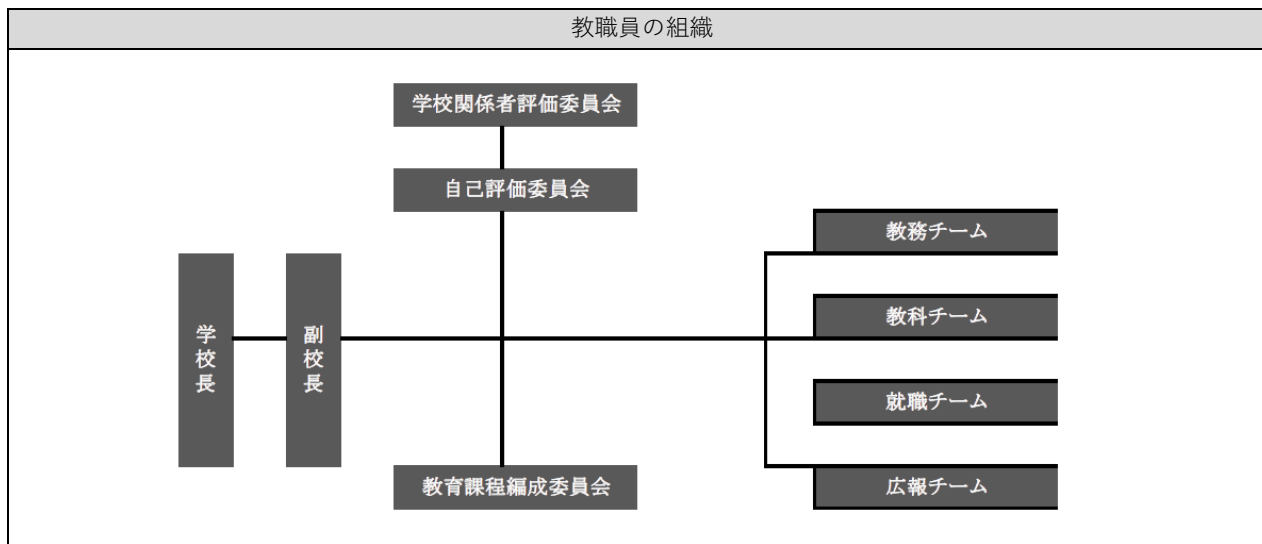 教職員の組織
学校関係者評価委員会
自己評価委員会
学校長
副校長
教育課程編成委員会
教務チーム
教科チーム
就職チーム
広報チーム